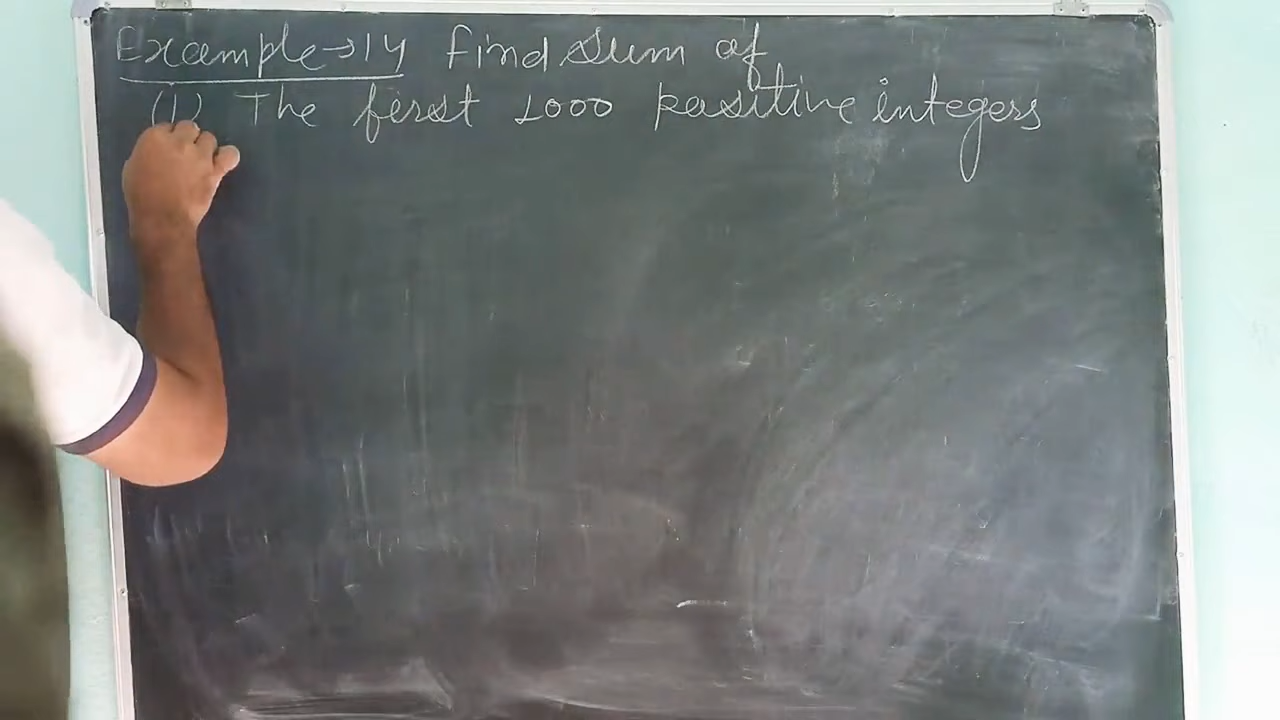 Example→14 find sum of
(1) The first 1000 positive integers